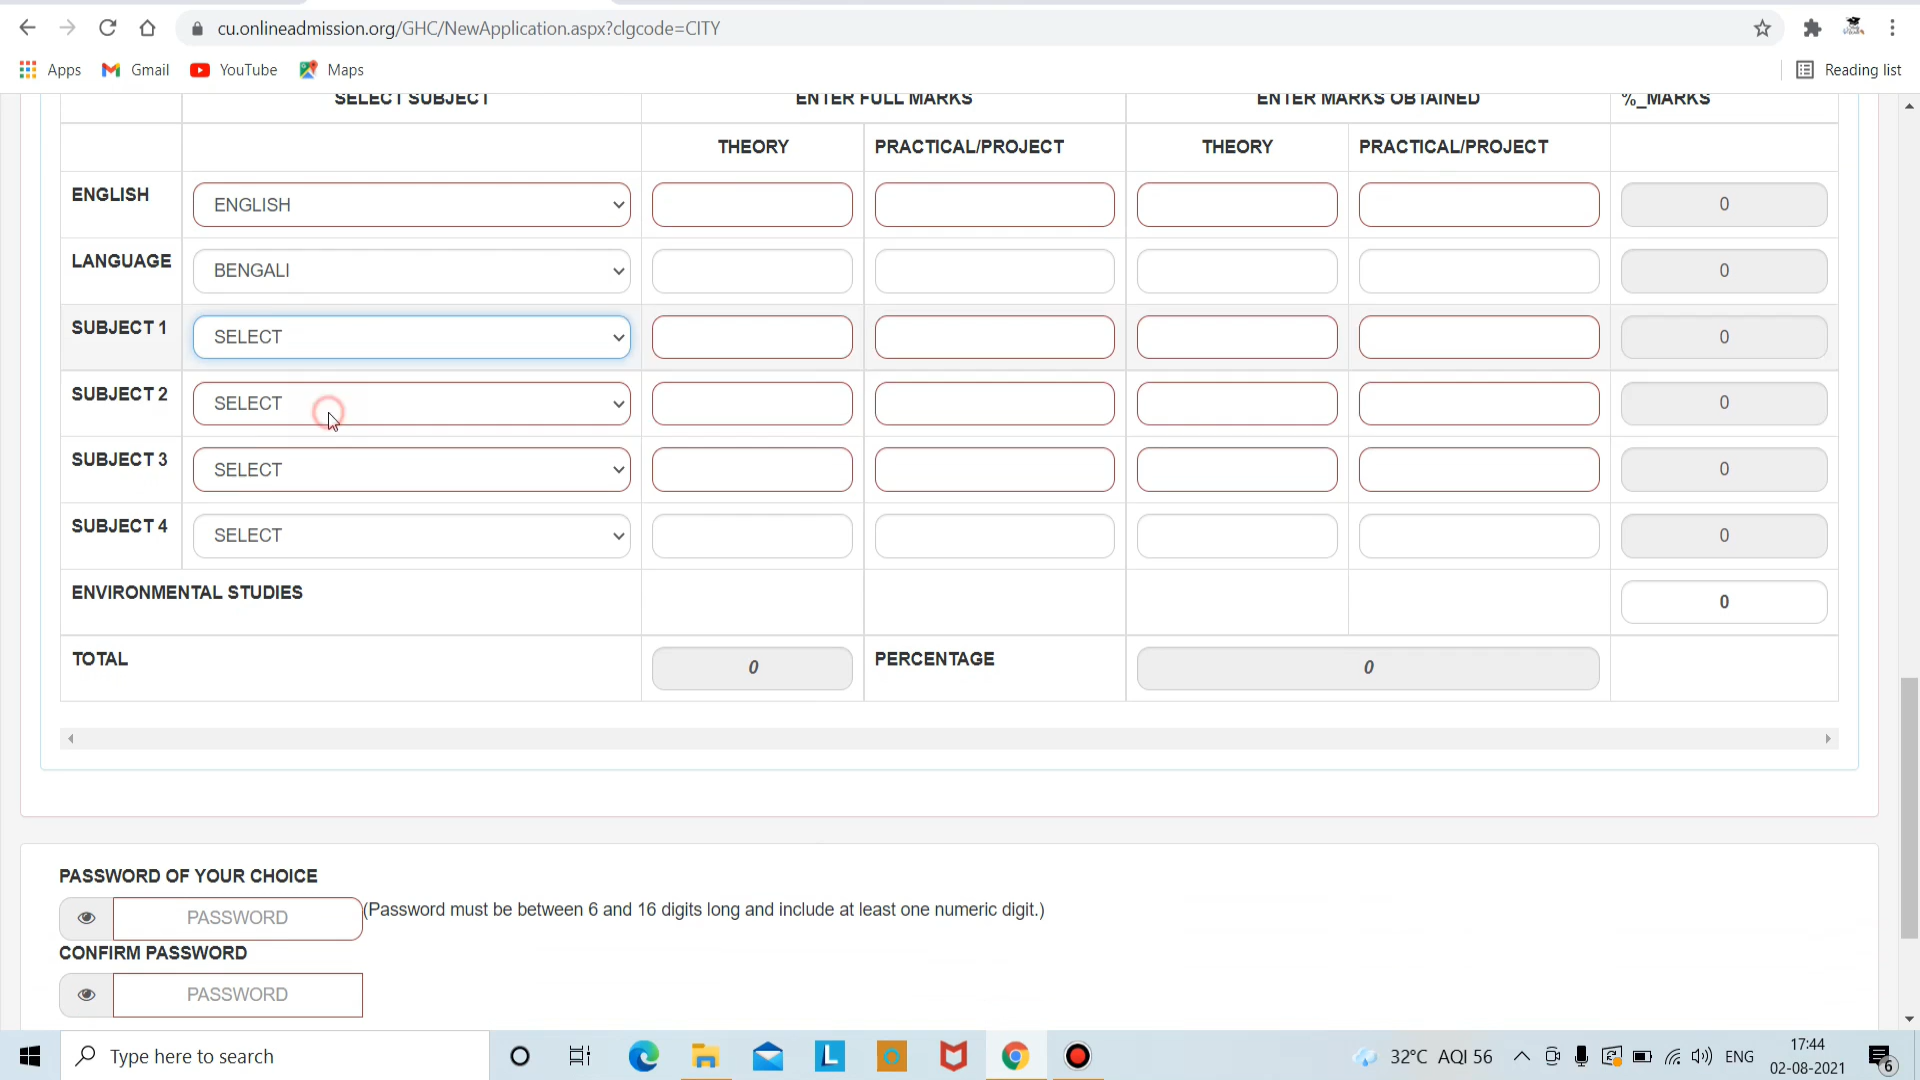 cu.onlineadmission.org/GHC/NewApplication.aspx?clgcode=CITY
Apps Gmail YouTube Maps Reading list
SELECT SUBJECT ENTER FULL MARKS ENTER MARKS OBTAINED %_MARKS
THEORY PRACTICAL/PROJECT THEORY PRACTICAL/PROJECT
ENGLISH ENGLISH 0
LANGUAGE BENGALI 0
SUBJECT 1 SELECT 0
SUBJECT 2 SELECT 0
SUBJECT 3 SELECT 0
SUBJECT 4 SELECT 0
ENVIRONMENTAL STUDIES 0
TOTAL 0 PERCENTAGE 0
PASSWORD OF YOUR CHOICE
PASSWORD (Password must be between 6 and 16 digits long and include at least one numeric digit.)
CONFIRM PASSWORD
PASSWORD
Type here to search L 32°C AQI 56 ENG 17:44
02-08-2021 6